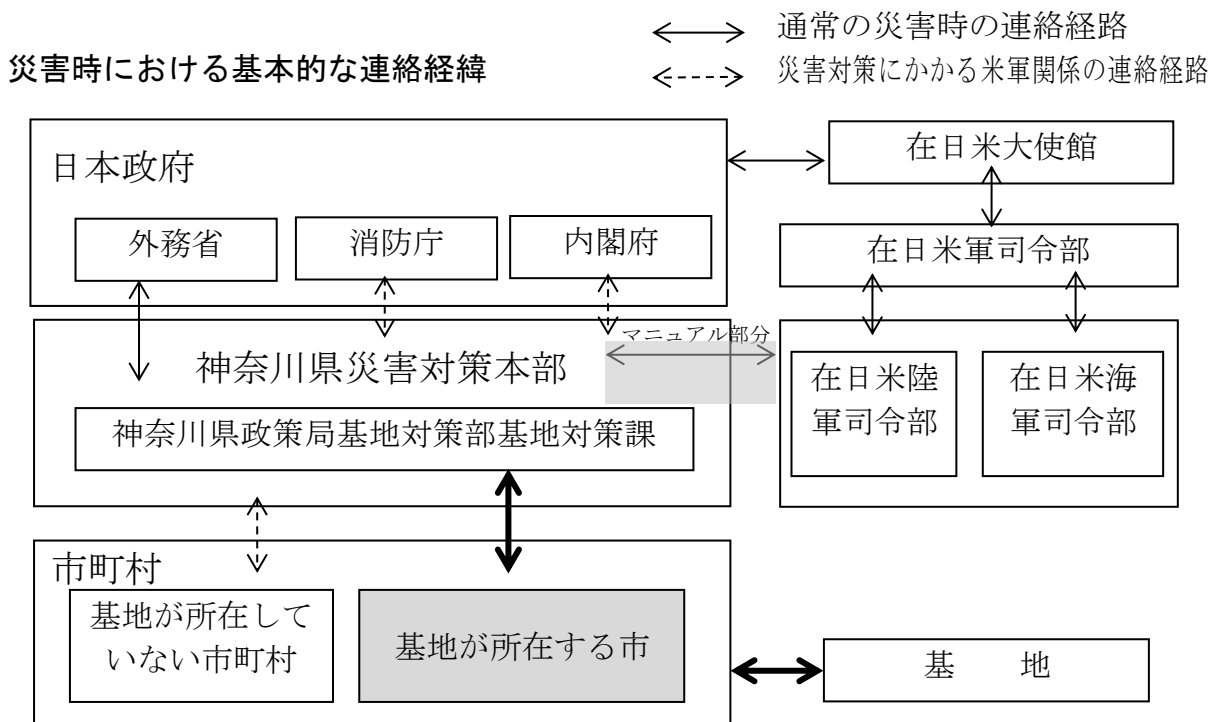 通常の災害時の連絡経路
災害時における基本的な連絡経緯
災害対策にかかる米軍関係の連絡経路
日本政府
在日米大使館
外務省
消防庁
内閣府
在日米軍司令部
マニュアル部分
神奈川県災害対策本部
在日米陸
軍司令部
在日米海
軍司令部
神奈川県政策局基地対策部基地対策課
市町村
基地が所在して
いない市町村
基地が所在する市
基　　地